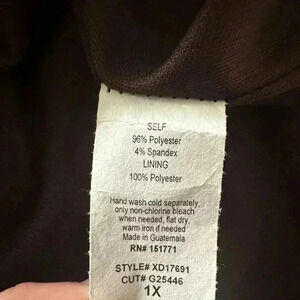 SELF
96% Polyester
4% Spandex
LINING
100% Polyester
Hand wash cold separately,
only non-chlorine bleach
when needed, flat dry,
warm iron if needed
Made in Guatemala
RN# 151771
STYLE# XD17691
CUT# G25446
1X